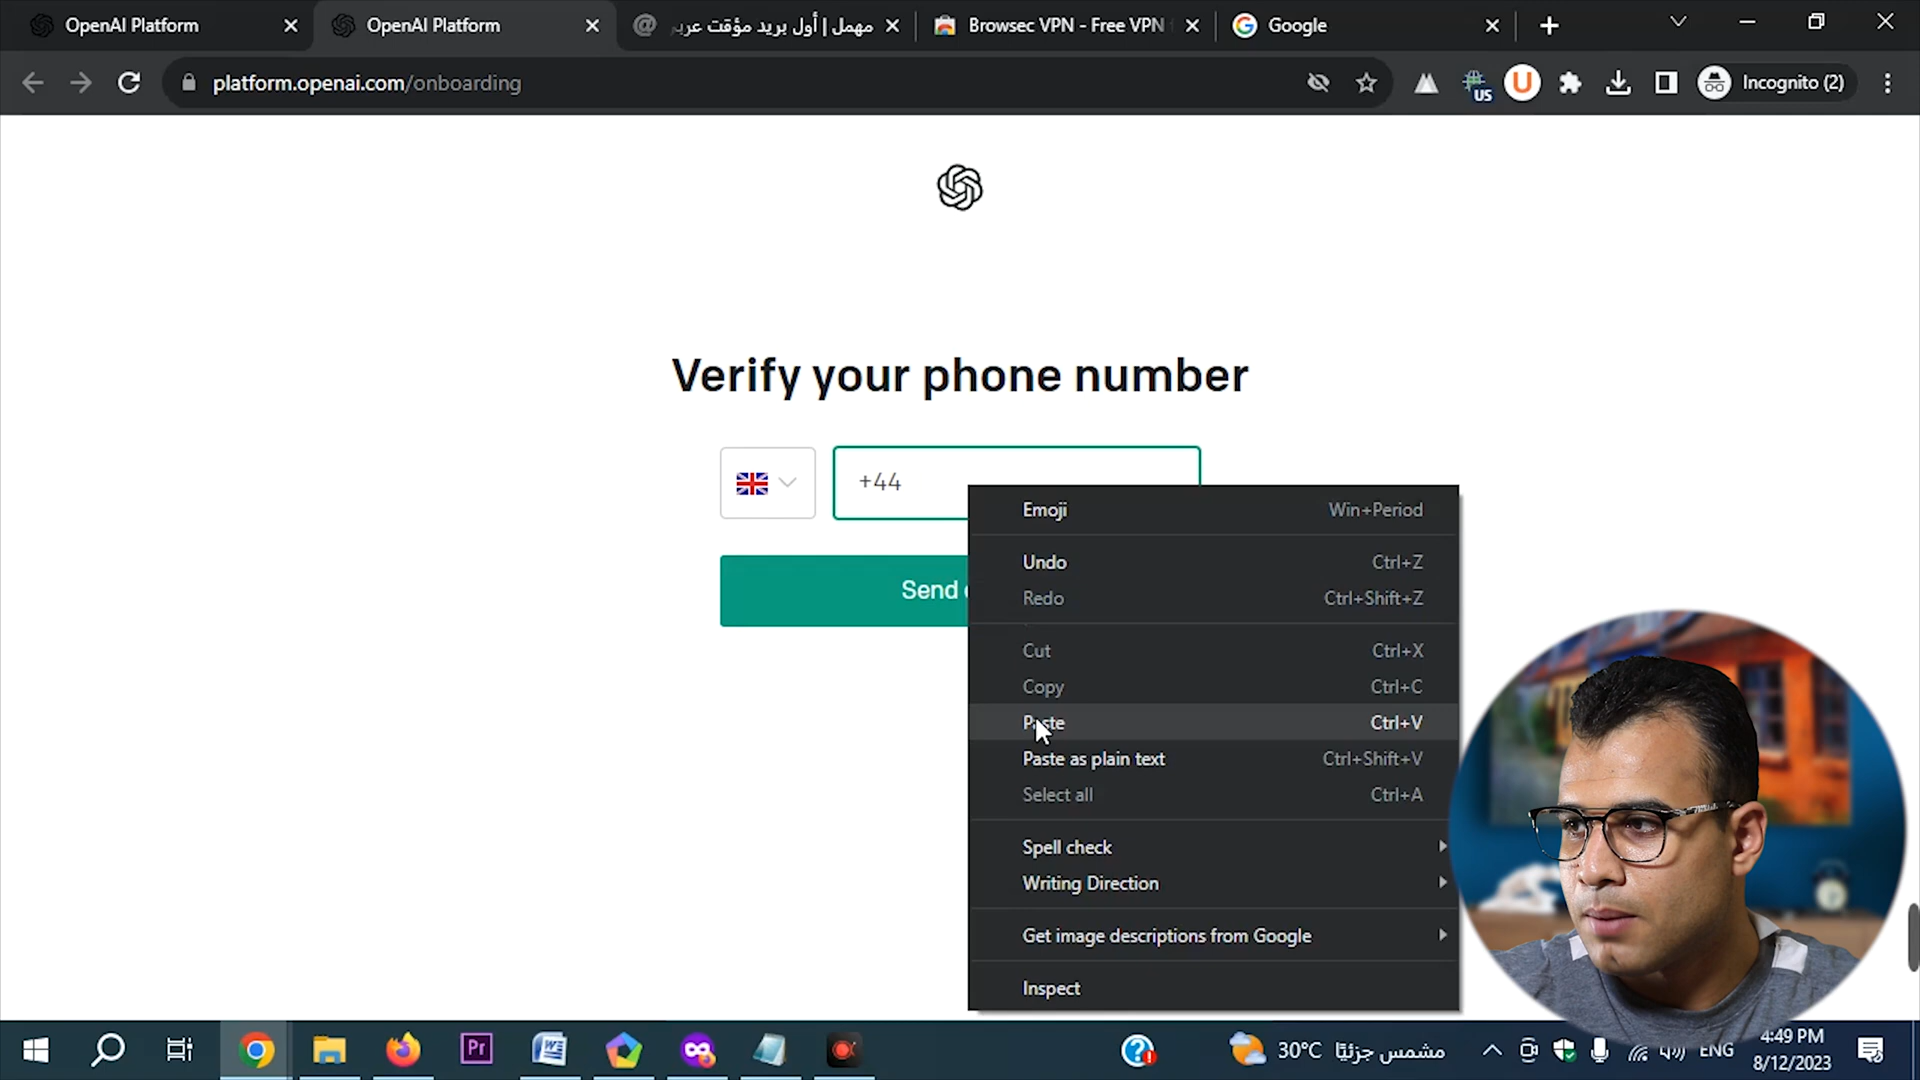 OpenAI Platform
OpenAI Platform
مهمل | أول بريد مؤقت عربـ
Browsec VPN - Free VPN
Google
platform.openai.com/onboarding
US
U
Incognito (2)
Verify your phone number
+44
Send
Emoji Win+Period
Undo Ctrl+Z
Redo Ctrl+Shift+Z
Cut Ctrl+X
Copy Ctrl+C
Paste Ctrl+V
Paste as plain text Ctrl+Shift+V
Select all Ctrl+A
Spell check
Writing Direction
Get image descriptions from Google
Inspect
Pr
W
30°C مشمس جزئيًا
ENG
4:49 PM
8/12/2023